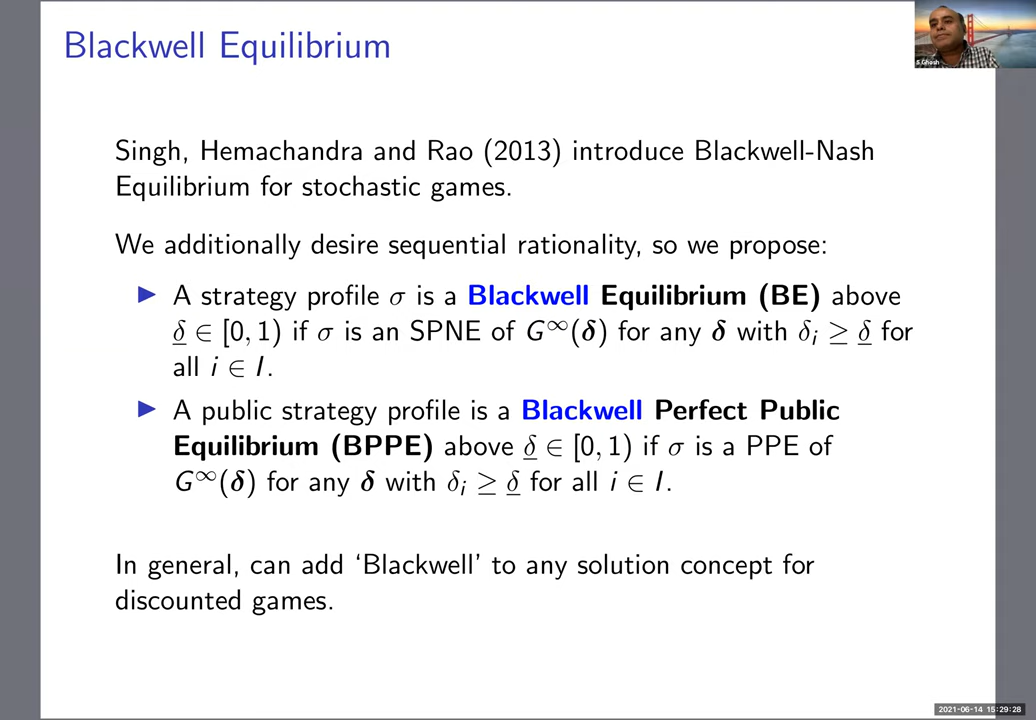 Blackwell Equilibrium
S Ghosh
Singh, Hemachandra and Rao (2013) introduce Blackwell-Nash
Equilibrium for stochastic games.
We additionally desire sequential rationality, so we propose:
▶ A strategy profile σ is a Blackwell Equilibrium (BE) above
δ̲ ∈ [0, 1) if σ is an SPNE of G^∞(δ) for any δ with δᵢ ≥ δ̲ for
all i ∈ I.
▶ A public strategy profile is a Blackwell Perfect Public
Equilibrium (BPPE) above δ̲ ∈ [0, 1) if σ is a PPE of
G^∞(δ) for any δ with δᵢ ≥ δ̲ for all i ∈ I.
In general, can add ‘Blackwell’ to any solution concept for
discounted games.
2021-06-14 15:29:28